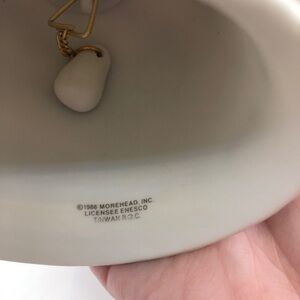 ©1986 MOREHEAD, INC.
LICENSEE ENESCO
TAIWAN R.O.C.